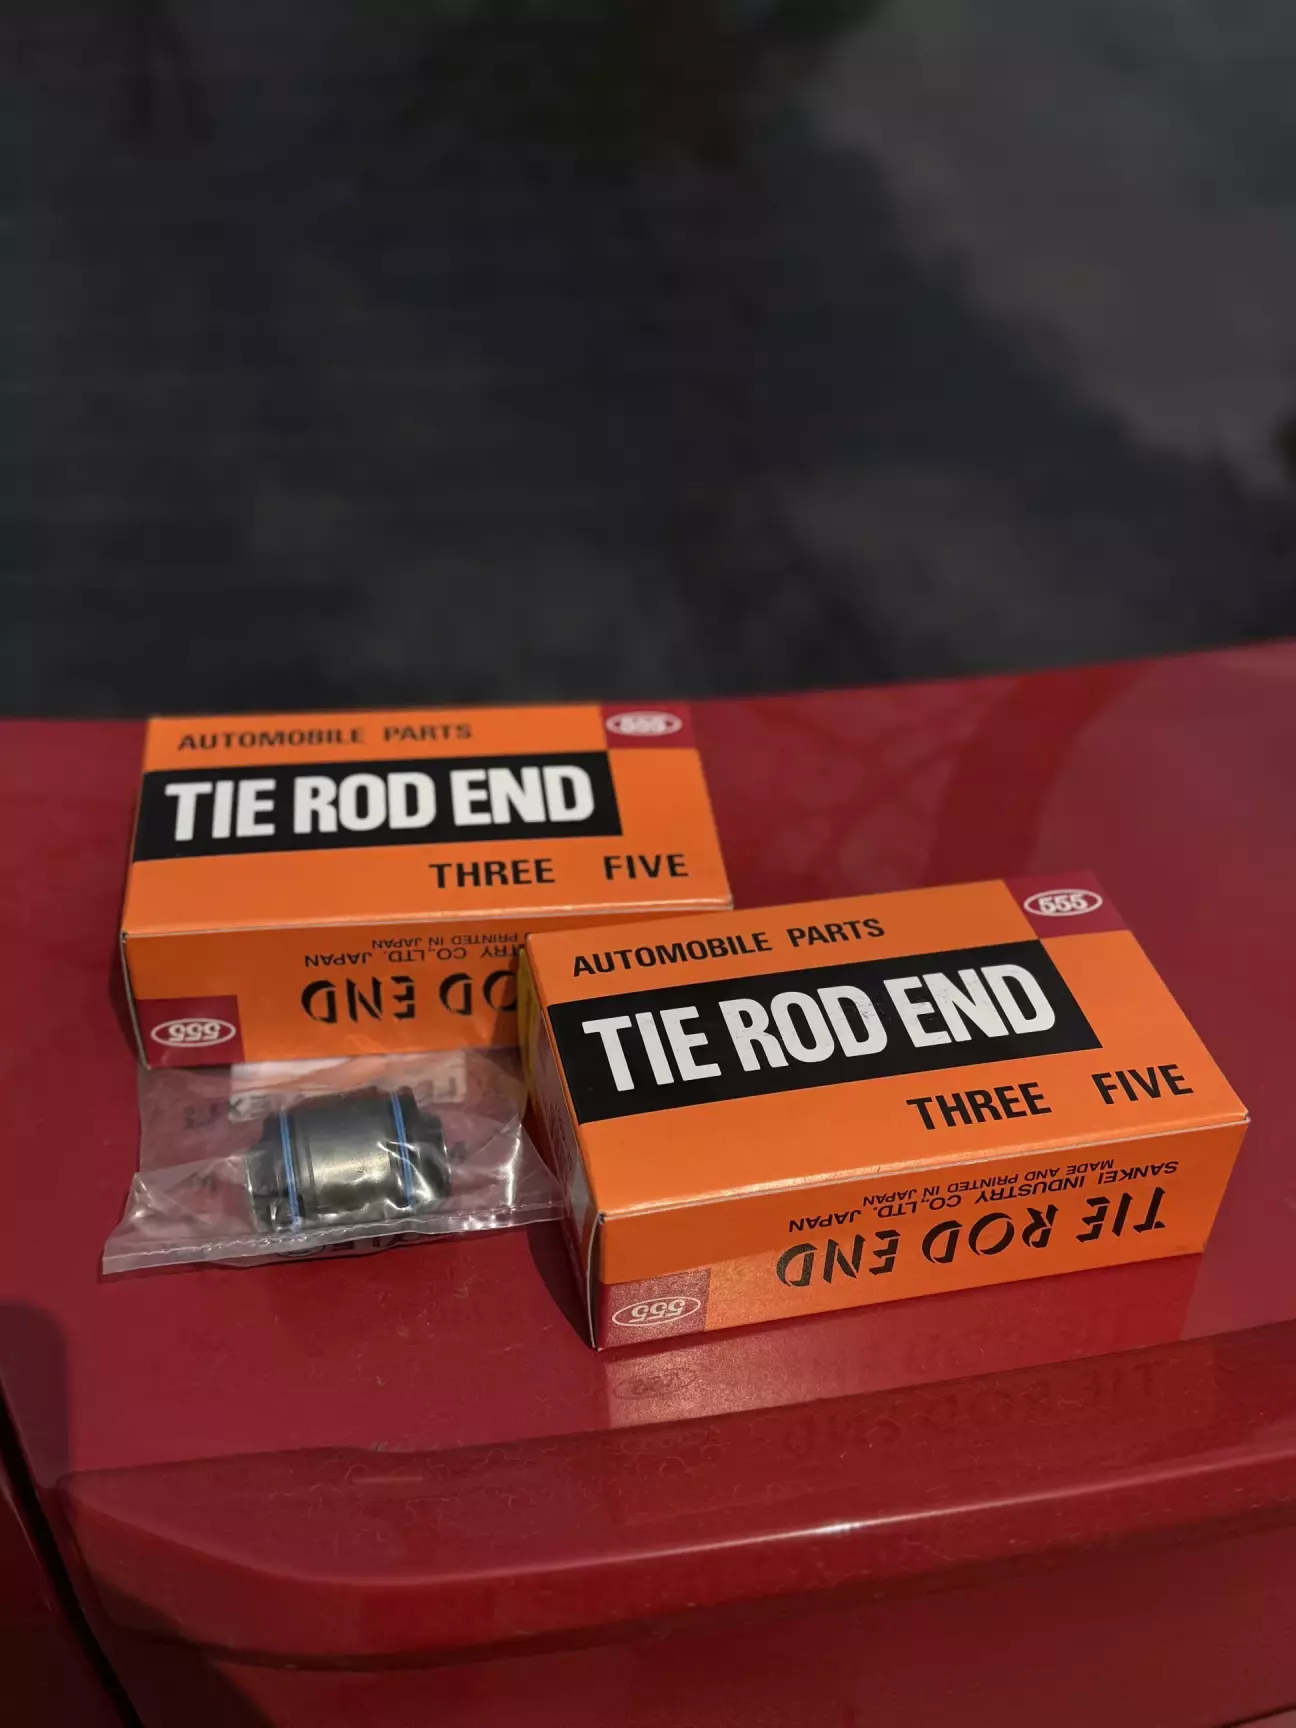 AUTOMOBILE PARTS
555
TIE ROD END
THREE FIVE
TRY CO.,LTD. JAPAN
PRINTED IN JAPAN
OD END
555
AUTOMOBILE PARTS
555
TIE ROD END
THREE FIVE
TIE ROD END
SANKEI INDUSTRY CO.,LTD. JAPAN
MADE AND PRINTED IN JAPAN
555